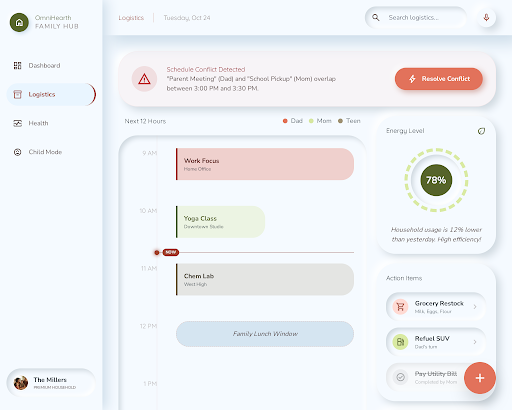 OmniHearth
FAMILY HUB
Dashboard
Logistics
Health
Child Mode
The Millers
PREMIUM HOUSEHOLD
Logistics
Tuesday, Oct 24
Search logistics...
Schedule Conflict Detected
"Parent Meeting" (Dad) and "School Pickup" (Mom) overlap
between 3:00 PM and 3:30 PM.
Resolve Conflict
Next 12 Hours
Dad
Mom
Teen
9 AM
Work Focus
Home Office
10 AM
Yoga Class
Downtown Studio
NOW
11 AM
Chem Lab
West High
12 PM
Family Lunch Window
1 PM
Energy Level
78%
Household usage is 12% lower
than yesterday. High efficiency!
Action Items
Grocery Restock
Milk, Eggs, Flour
Refuel SUV
Dad's turn
Pay Utility Bill
Completed by Mom